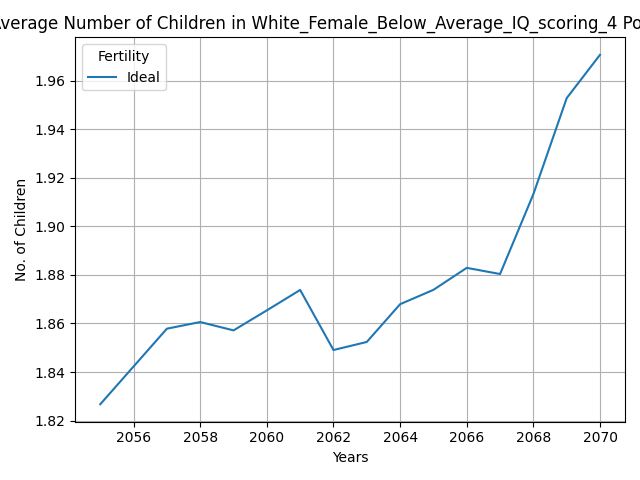 verage Number of Children in White_Female_Below_Average_IQ_scoring_4 Po
Fertility
Ideal
No. of Children
1.96
1.94
1.92
1.90
1.88
1.86
1.84
1.82
2056 2058 2060 2062 2064 2066 2068 2070
Years